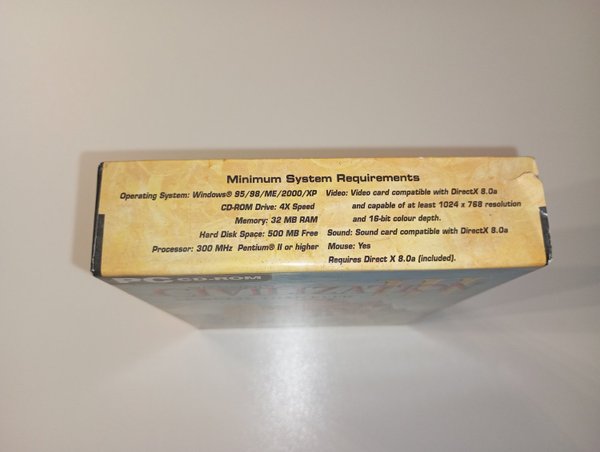 Minimum System Requirements
Operating System: Windows® 95/98/ME/2000/XP
CD-ROM Drive: 4X Speed
Memory: 32 MB RAM
Hard Disk Space: 500 MB Free
Processor: 300 MHz Pentium® II or higher
Video: Video card compatible with DirectX 8.0a
and capable of at least 1024 x 768 resolution
and 16-bit colour depth.
Sound: Sound card compatible with DirectX 8.0a
Mouse: Yes
Requires Direct X 8.0a (included).
PC CD-ROM